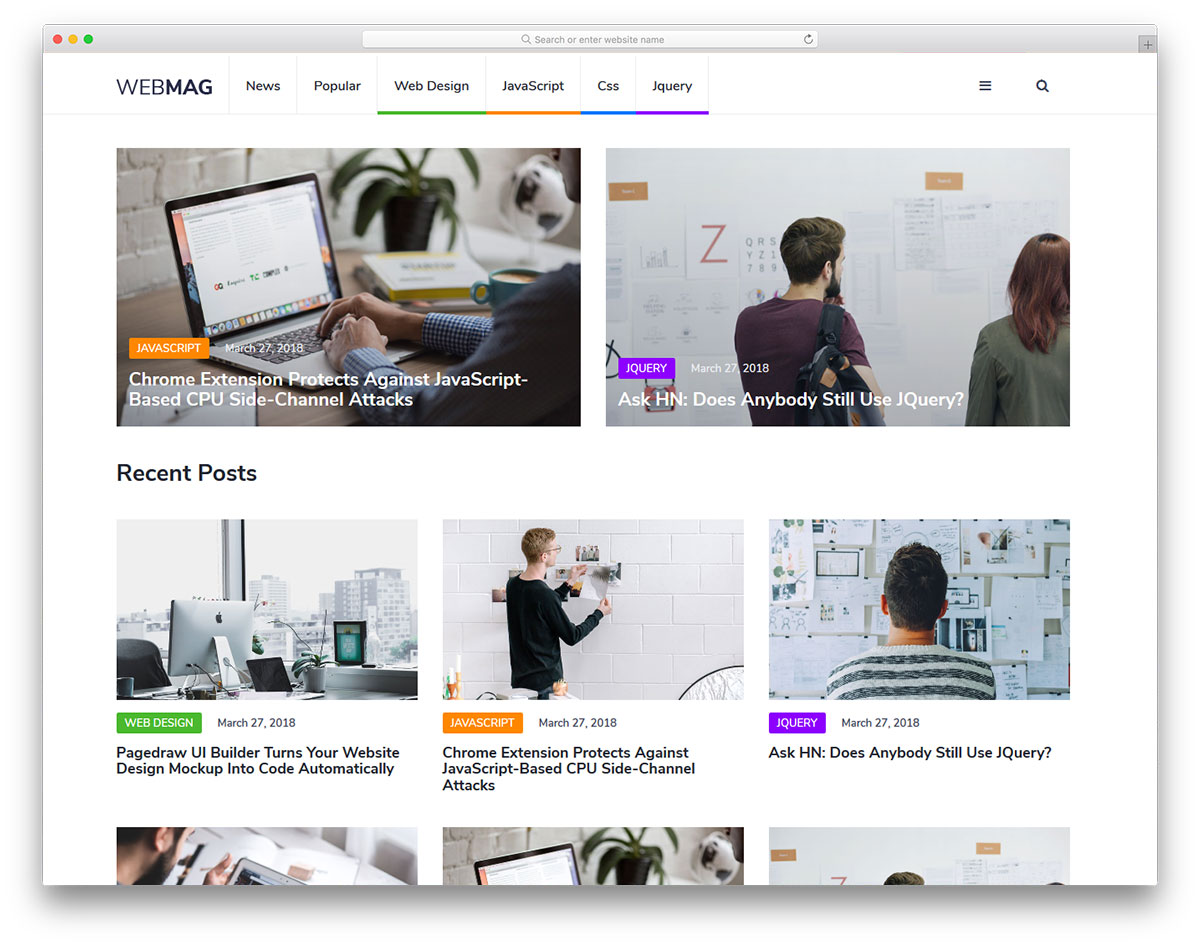 Search or enter website name
WEBMAG
News
Popular
Web Design
JavaScript
Css
Jquery
Z
Q R S
Y Z 1
7 8 9
JAVASCRIPT
March 27, 2018
Chrome Extension Protects Against JavaScript-
Based CPU Side-Channel Attacks
JQUERY
March 27, 2018
Ask HN: Does Anybody Still Use JQuery?
Recent Posts
WEB DESIGN
March 27, 2018
Pagedraw UI Builder Turns Your Website
Design Mockup Into Code Automatically
JAVASCRIPT
March 27, 2018
Chrome Extension Protects Against
JavaScript-Based CPU Side-Channel
Attacks
JQUERY
March 27, 2018
Ask HN: Does Anybody Still Use JQuery?